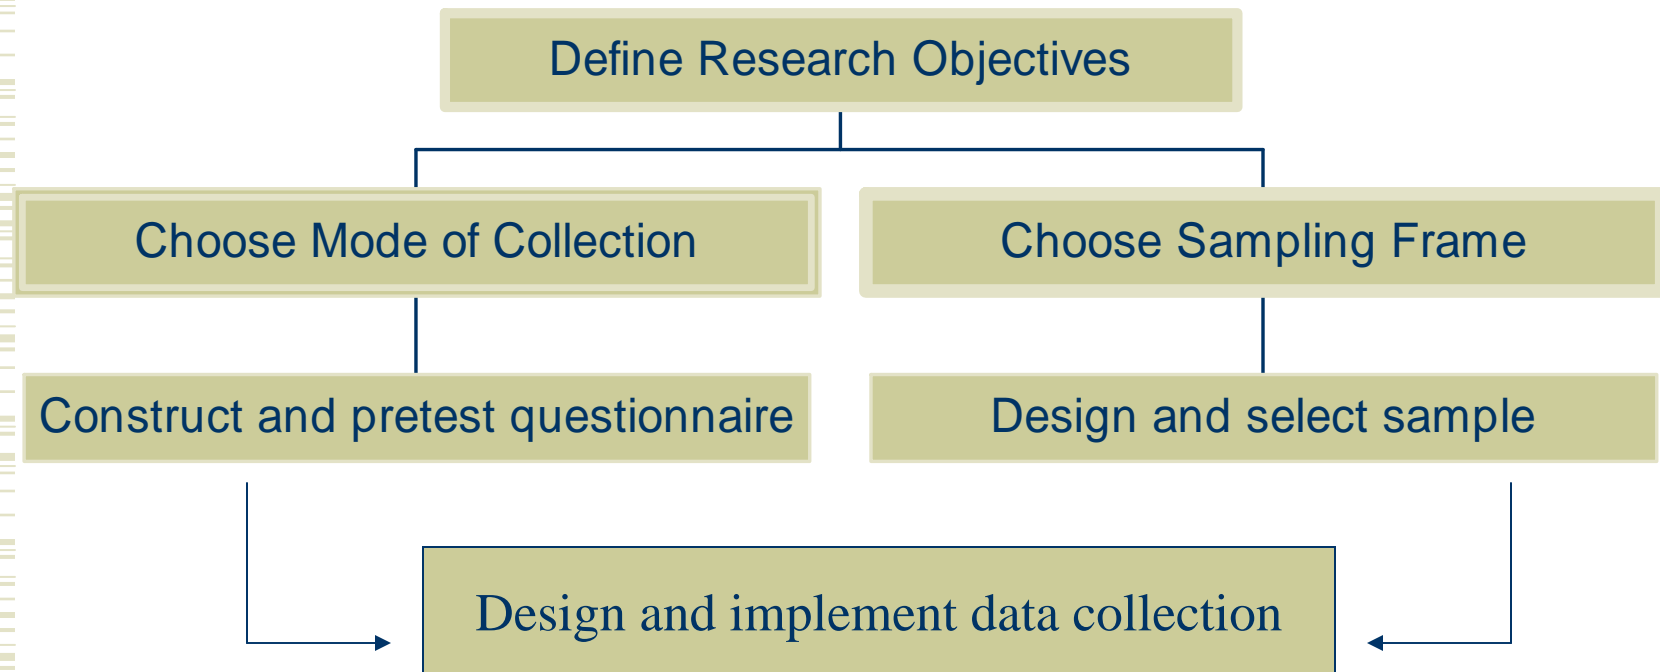 Define Research Objectives
Choose Mode of Collection
Choose Sampling Frame
Construct and pretest questionnaire
Design and select sample
Design and implement data collection